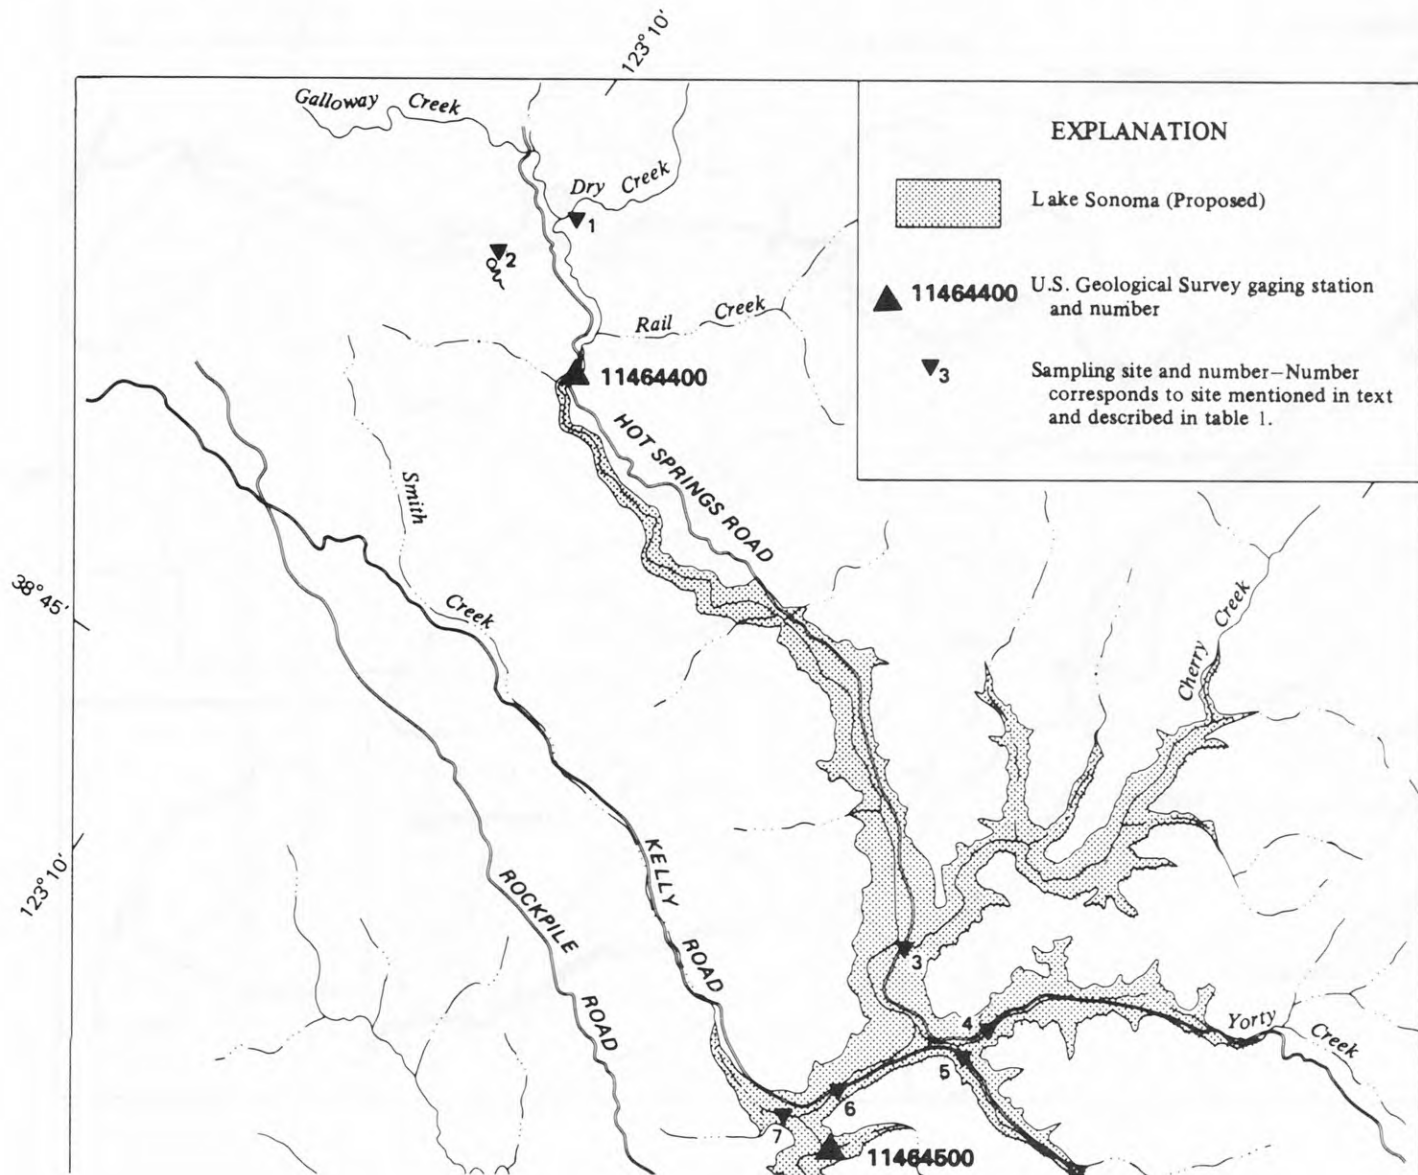 123°10'
Galloway Creek
EXPLANATION
Lake Sonoma (Proposed)
Dry Creek
1
2
11464400 U.S. Geological Survey gaging station
and number
Rail Creek
3 Sampling site and number—Number
corresponds to site mentioned in text
and described in table 1.
11464400
HOT SPRINGS ROAD
Smith Creek
38°45'
Cherry Creek
123°10'
KELLY ROAD
ROCKPILE ROAD
3
4
Yorty Creek
5
6
7
11464500